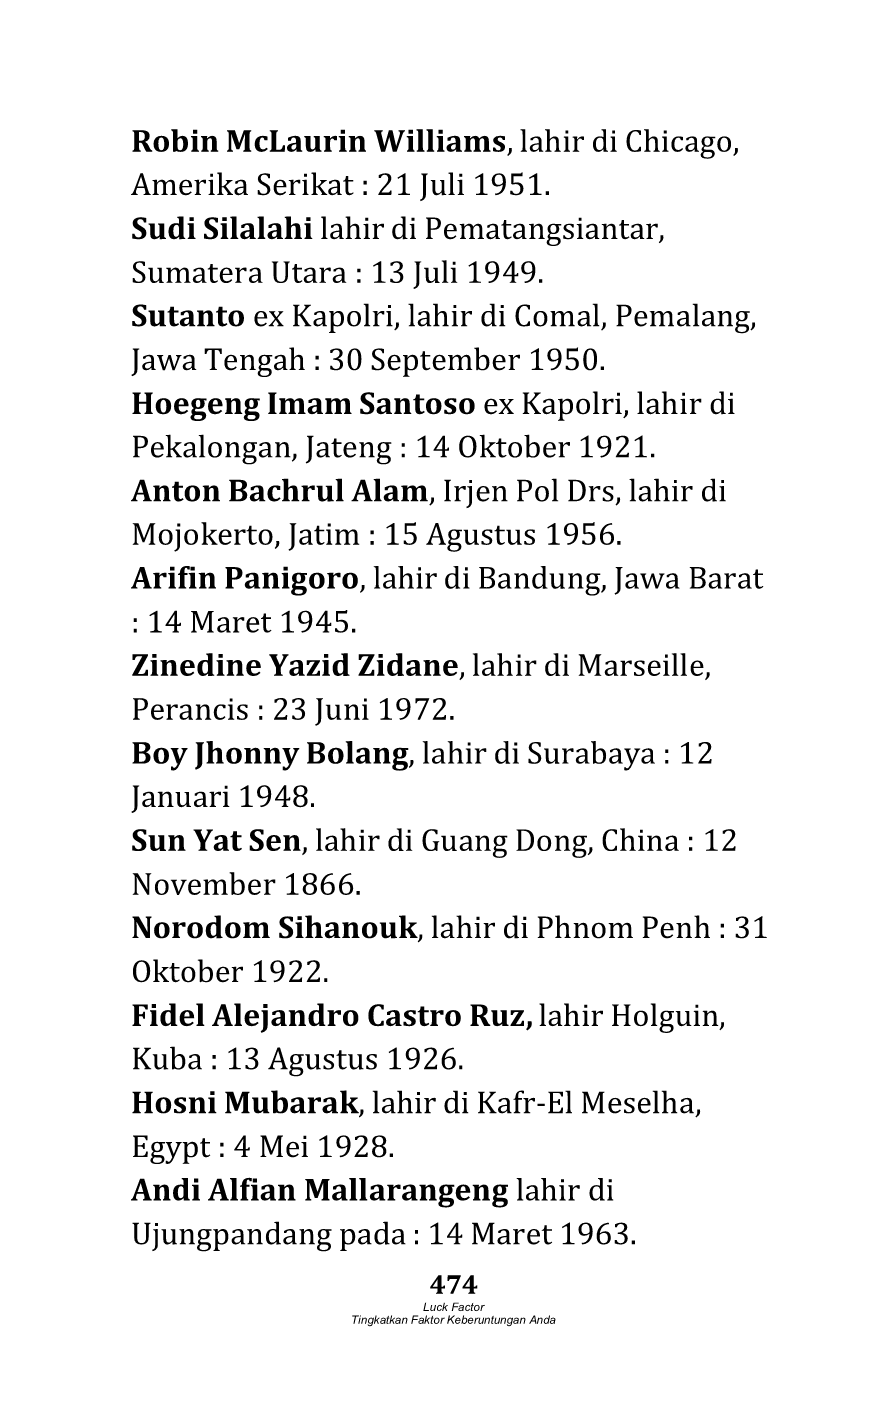 Robin McLaurin Williams, lahir di Chicago,
Amerika Serikat : 21 Juli 1951.
Sudi Silalahi lahir di Pematangsiantar,
Sumatera Utara : 13 Juli 1949.
Sutanto ex Kapolri, lahir di Comal, Pemalang,
Jawa Tengah : 30 September 1950.
Hoegeng Imam Santoso ex Kapolri, lahir di
Pekalongan, Jateng : 14 Oktober 1921.
Anton Bachrul Alam, Irjen Pol Drs, lahir di
Mojokerto, Jatim : 15 Agustus 1956.
Arifin Panigoro, lahir di Bandung, Jawa Barat
: 14 Maret 1945.
Zinedine Yazid Zidane, lahir di Marseille,
Perancis : 23 Juni 1972.
Boy Jhonny Bolang, lahir di Surabaya : 12
Januari 1948.
Sun Yat Sen, lahir di Guang Dong, China : 12
November 1866.
Norodom Sihanouk, lahir di Phnom Penh : 31
Oktober 1922.
Fidel Alejandro Castro Ruz, lahir Holguin,
Kuba : 13 Agustus 1926.
Hosni Mubarak, lahir di Kafr-El Meselha,
Egypt : 4 Mei 1928.
Andi Alfian Mallarangeng lahir di
Ujungpandang pada : 14 Maret 1963.
474
Luck Factor
Tingkatkan Faktor Keberuntungan Anda